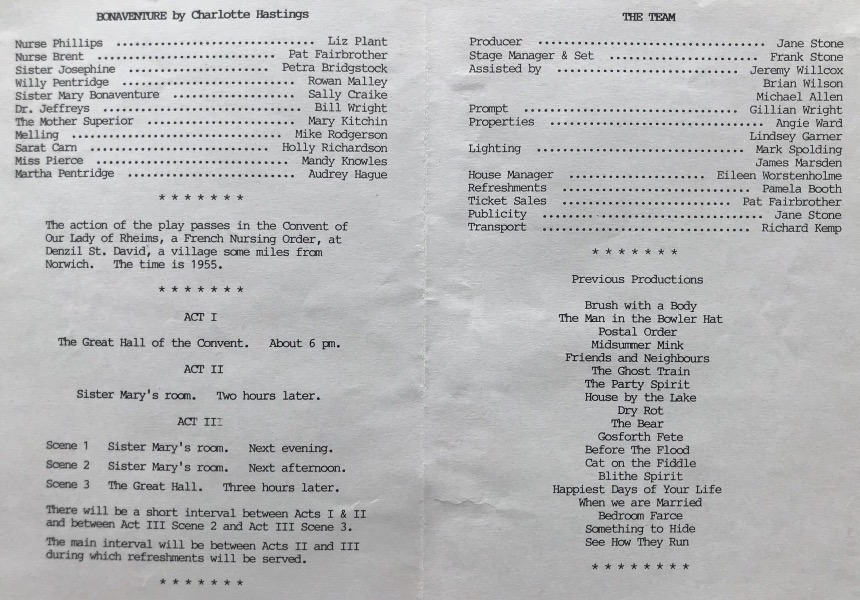 BONAVENTURE by Charlotte Hastings
Nurse Phillips .............................. Liz Plant
Nurse Brent .......................... Pat Fairbrother
Sister Josephine ..................... Petra Bridgstock
Willy Pentridge .......................... Rowan Malley
Sister Mary Bonaventure .................. Sally Craike
Dr. Jeffreys .............................. Bill Wright
The Mother Superior ...................... Mary Kitchin
Melling ................................ Mike Rodgerson
Sarat Carn ........................... Holly Richardson
Miss Pierce ............................. Mandy Knowles
Martha Pentridge ......................... Audrey Hague
* * * * * * *
The action of the play passes in the Convent of
Our Lady of Rheims, a French Nursing Order, at
Denzil St. David, a village some miles from
Norwich. The time is 1955.
* * * * * * *
ACT I
The Great Hall of the Convent. About 6 pm.
ACT II
Sister Mary's room. Two hours later.
ACT III
Scene 1 Sister Mary's room. Next evening.
Scene 2 Sister Mary's room. Next afternoon.
Scene 3 The Great Hall. Three hours later.
There will be a short interval between Acts I & II
and between Act III Scene 2 and Act III Scene 3.
The main interval will be between Acts II and III
during which refreshments will be served.
* * * * * * *
THE TEAM
Producer .................................. Jane Stone
Stage Manager & Set ...................... Frank Stone
Assisted by ........................... Jeremy Willcox
Brian Wilson
Michael Allen
Prompt ................................ Gillian Wright
Properties ................................ Angie Ward
Lindsey Garner
Lighting ................................ Mark Spolding
James Marsden
House Manager ..................... Eileen Worstenholme
Refreshments ............................ Pamela Booth
Ticket Sales ......................... Pat Fairbrother
Publicity ................................. Jane Stone
Transport ............................... Richard Kemp
* * * * * * *
Previous Productions
Brush with a Body
The Man in the Bowler Hat
Postal Order
Midsummer Mink
Friends and Neighbours
The Ghost Train
The Party Spirit
House by the Lake
Dry Rot
The Bear
Gosforth Fete
Before The Flood
Cat on the Fiddle
Blithe Spirit
Happiest Days of Your Life
When we are Married
Bedroom Farce
Something to Hide
See How They Run
* * * * * * * *